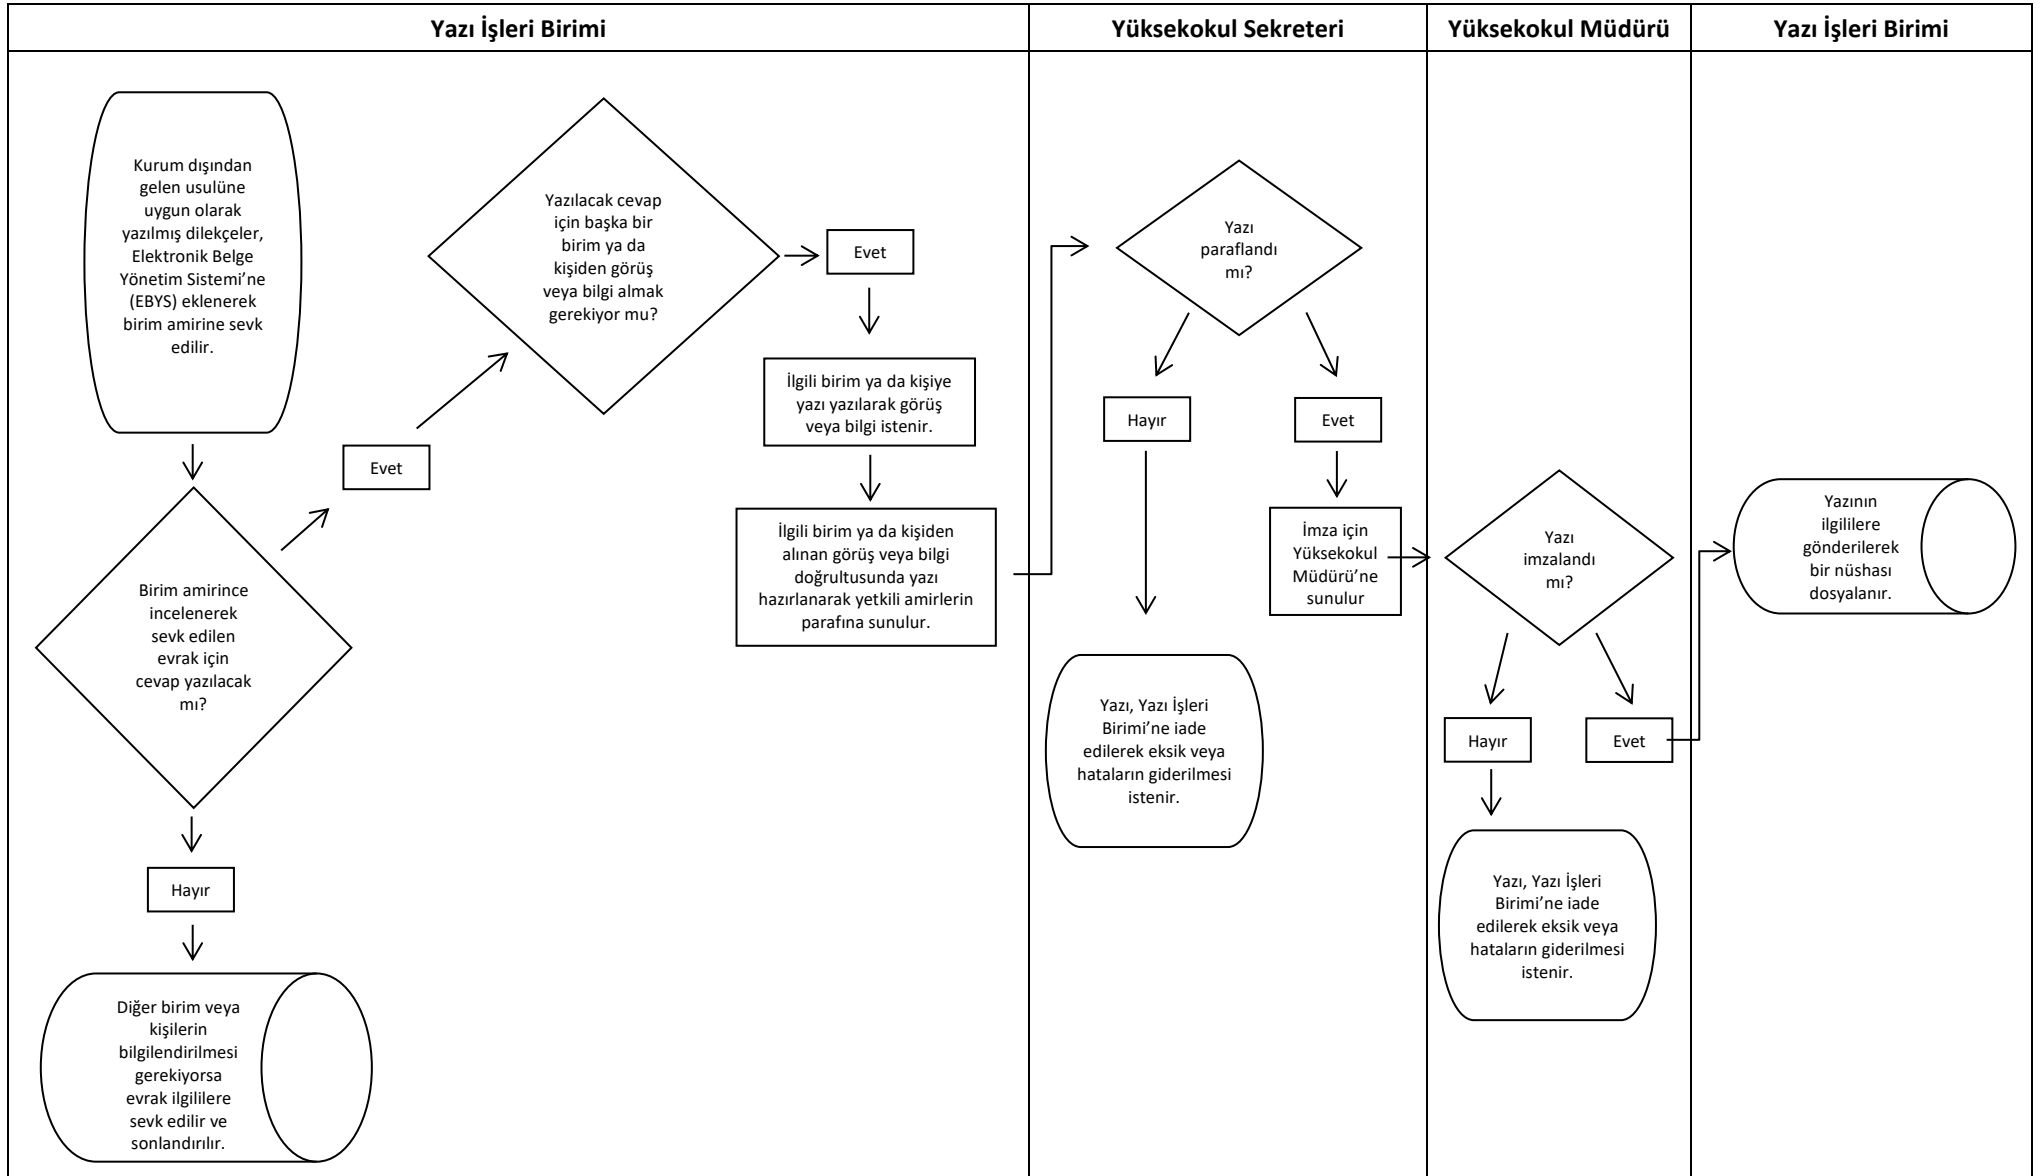 Yazı İşleri Birimi
Yüksekokul Sekreteri
Yüksekokul Müdürü
Yazı İşleri Birimi
Kurum dışından
gelen usulüne
uygun olarak
yazılmış dilekçeler,
Elektronik Belge
Yönetim Sistemi’ne
(EBYS) eklenerek
birim amirine sevk
edilir.
Birim amirince
incelenerek
sevk edilen
evrak için
cevap yazılacak
mı?
Hayır
Diğer birim veya
kişilerin
bilgilendirilmesi
gerekiyorsa
evrak ilgililere
sevk edilir ve
sonlandırılır.
Evet
Yazılacak cevap
için başka bir
birim ya da
kişiden görüş
veya bilgi almak
gerekiyor mu?
Evet
İlgili birim ya da kişiye
yazı yazılarak görüş
veya bilgi istenir.
İlgili birim ya da kişiden
alınan görüş veya bilgi
doğrultusunda yazı
hazırlanarak yetkili amirlerin
parafına sunulur.
Yazı
paraflandı
mı?
Hayır
Yazı, Yazı İşleri
Birimi’ne iade
edilerek eksik veya
hataların giderilmesi
istenir.
Evet
İmza için
Yüksekokul
Müdürü’ne
sunulur
Yazı
imzalandı
mı?
Hayır
Yazı, Yazı İşleri
Birimi’ne iade
edilerek eksik veya
hataların giderilmesi
istenir.
Evet
Yazının
ilgililere
gönderilerek
bir nüshası
dosyalanır.